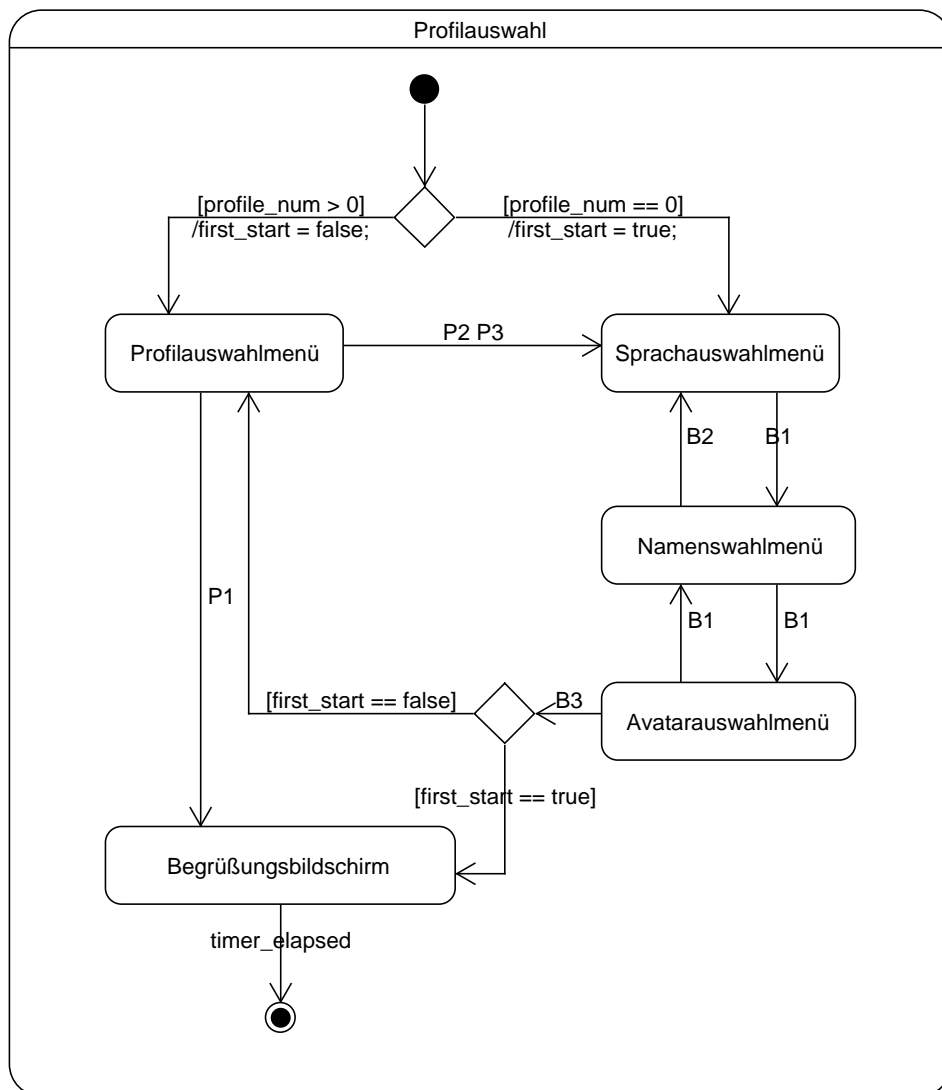 Profilauswahl
[profile_num > 0]
/first_start = false;
[profile_num == 0]
/first_start = true;
Profilauswahlmenü
P2 P3
Sprachauswahlmenü
B2
B1
Namenswahlmenü
P1
B1
B1
[first_start == false]
B3
Avatarauswahlmenü
[first_start == true]
Begrüßungsbildschirm
timer_elapsed